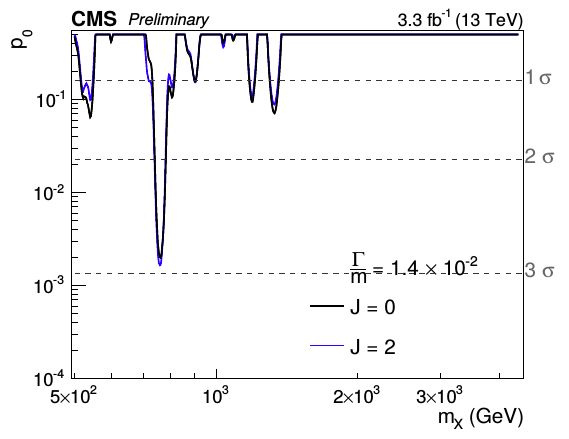 CMS Preliminary 3.3 fb⁻¹ (13 TeV)
p₀
1 σ
10⁻¹
2 σ
10⁻²
Γ/m = 1.4 × 10⁻²
3 σ
10⁻³
J = 0
J = 2
10⁻⁴
5×10² 10³ 2×10³ 3×10³
m_X (GeV)